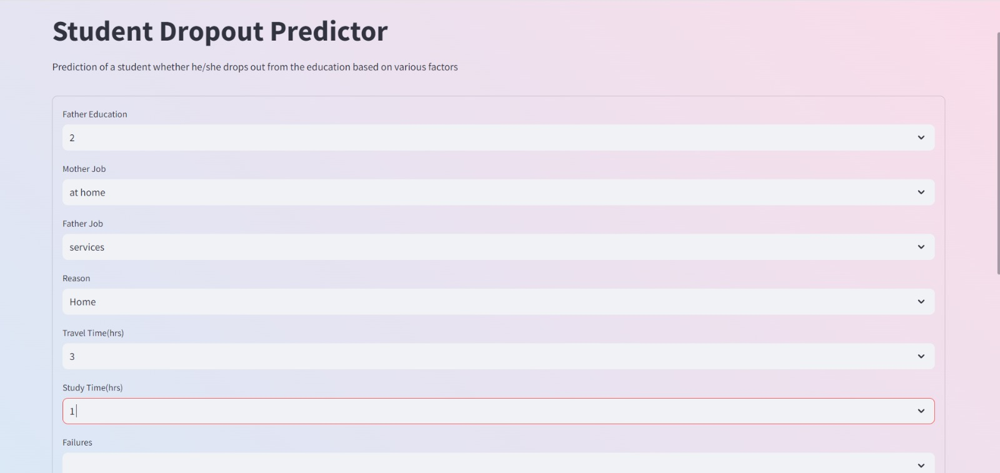 Student Dropout Predictor
Prediction of a student whether he/she drops out from the education based on various factors
Father Education
2
Mother Job
at home
Father Job
services
Reason
Home
Travel Time(hrs)
3
Study Time(hrs)
1
Failures